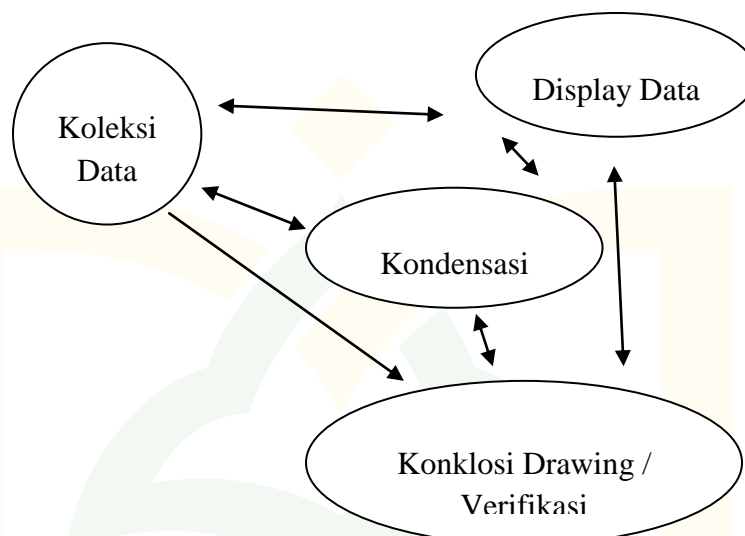 Display Data
Koleksi
Data
Kondensasi
Konklosi Drawing /
Verifikasi